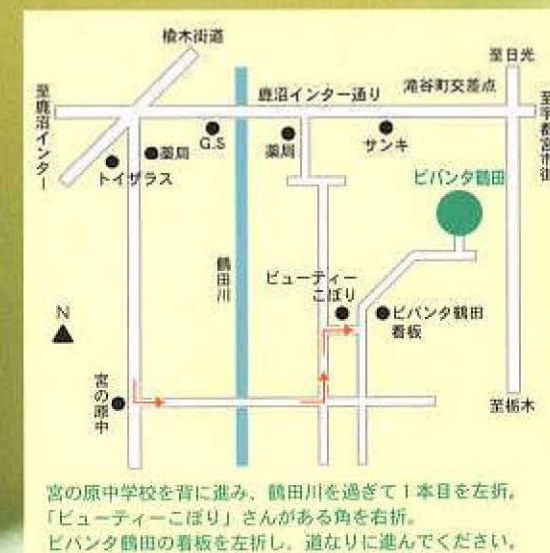 楡木街道
至日光
至鹿沼インター
鹿沼インター通り
滝谷町交差点
至宇都宮市街
G.S
薬局
薬局
サンキ
トイザラス
ビバンタ鶴田
鶴田川
ビューティー
こぼり
ビバンタ鶴田
看板
N
宮の原中
至栃木
宮の原中学校を背に進み、鶴田川を過ぎて1本目を左折。
「ビューティーこぼり」さんがある角を右折。
ビバンタ鶴田の看板を左折し、道なりに進んでください。